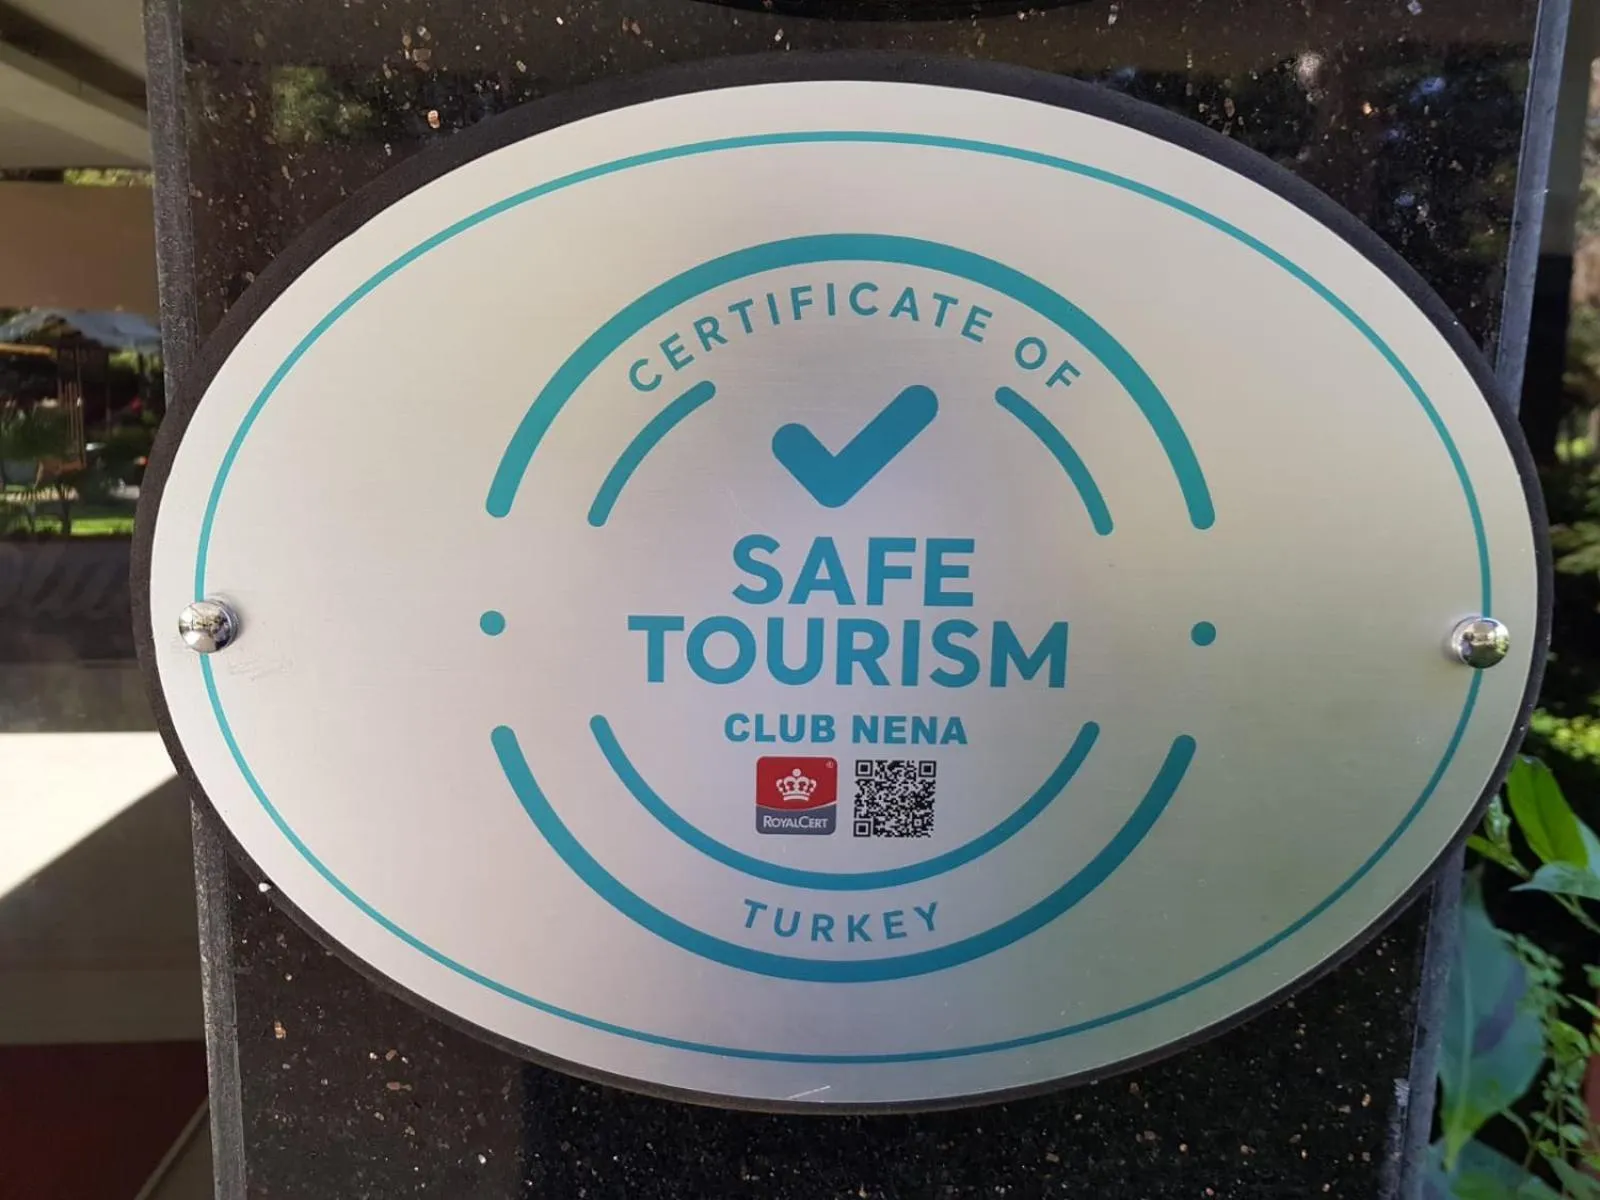 CERTIFICATE OF
SAFE
TOURISM
CLUB NENA
ROYALCERT
TURKEY